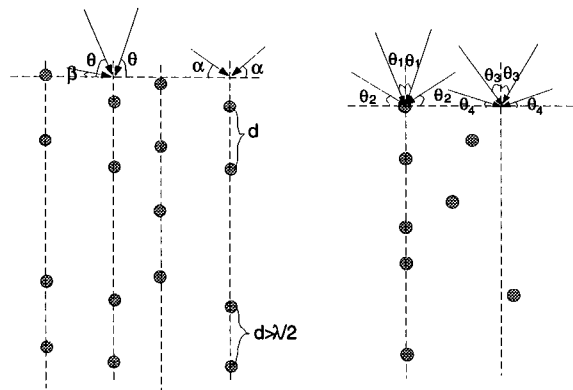 θ θ
β
α α
d
d>λ/2
θ1 θ1
θ2 θ2
θ3 θ3
θ4 θ4